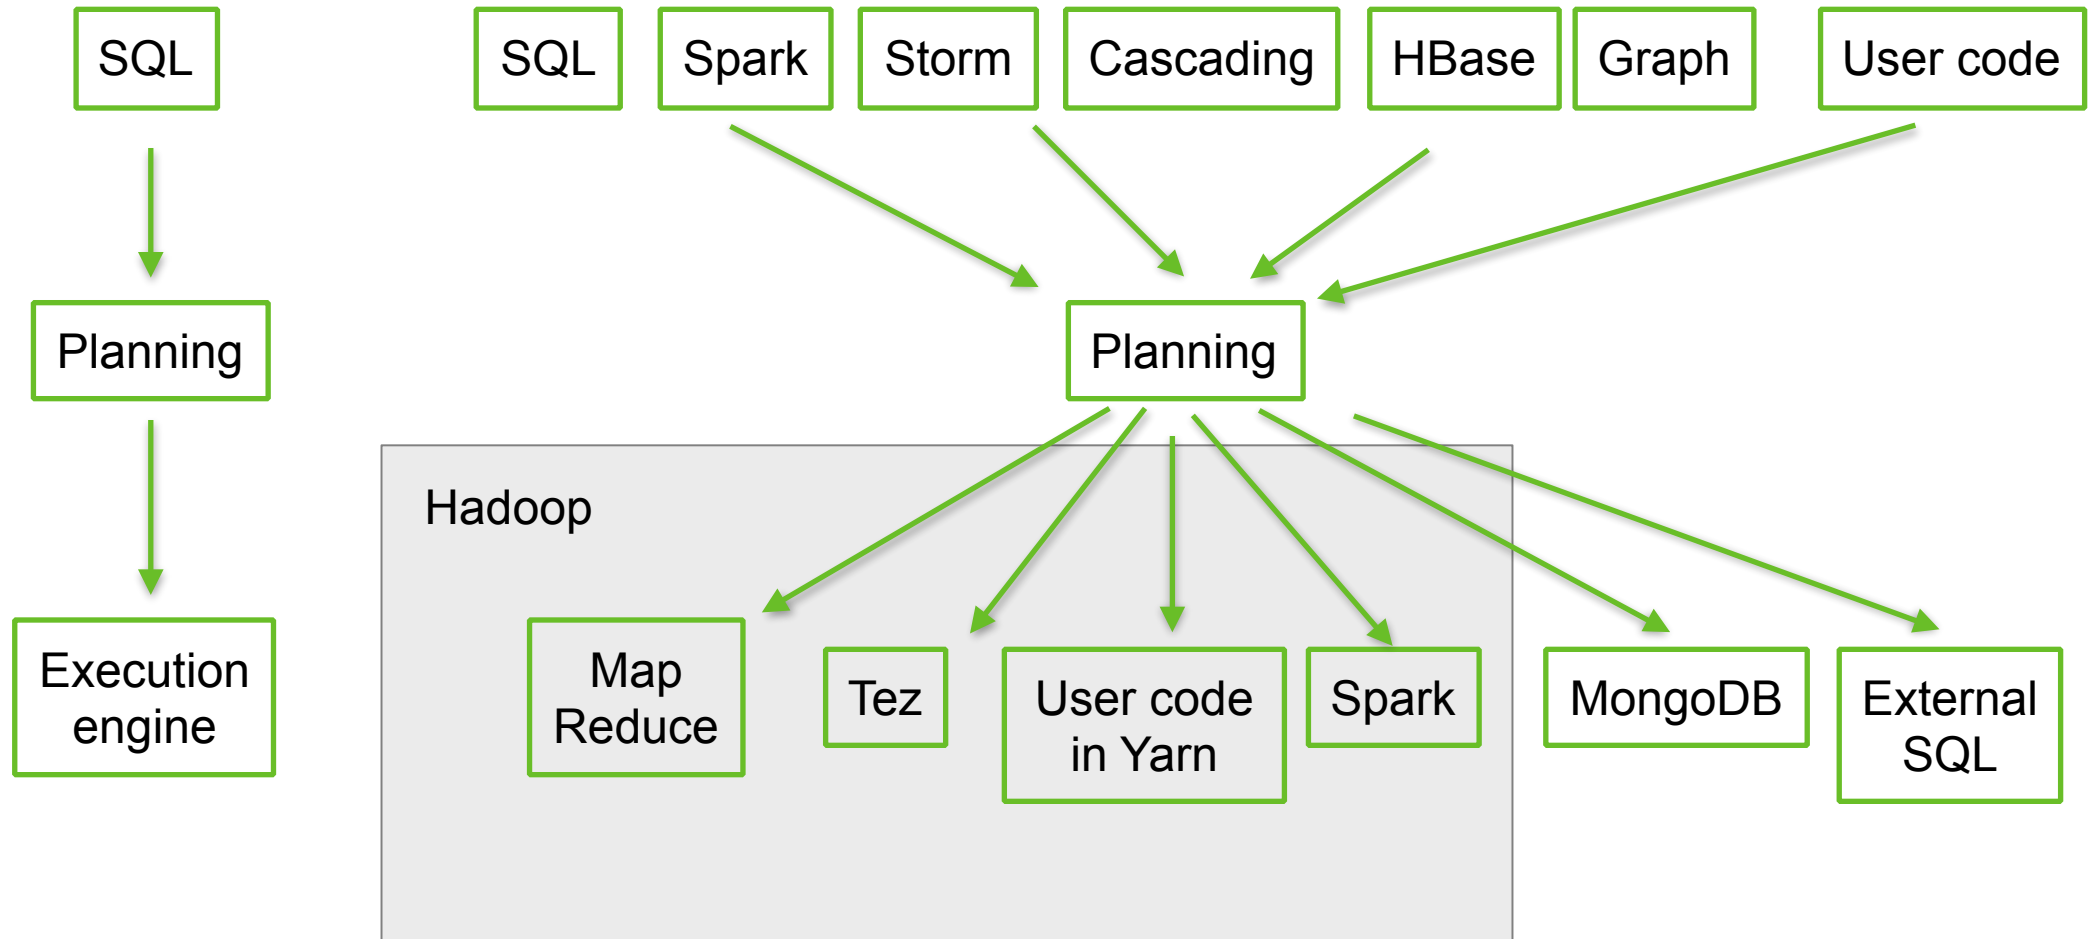 SQL
SQL
Spark
Storm
Cascading
HBase
Graph
User code
Planning
Planning
Hadoop
Execution
engine
Map
Reduce
Tez
User code
in Yarn
Spark
MongoDB
External
SQL